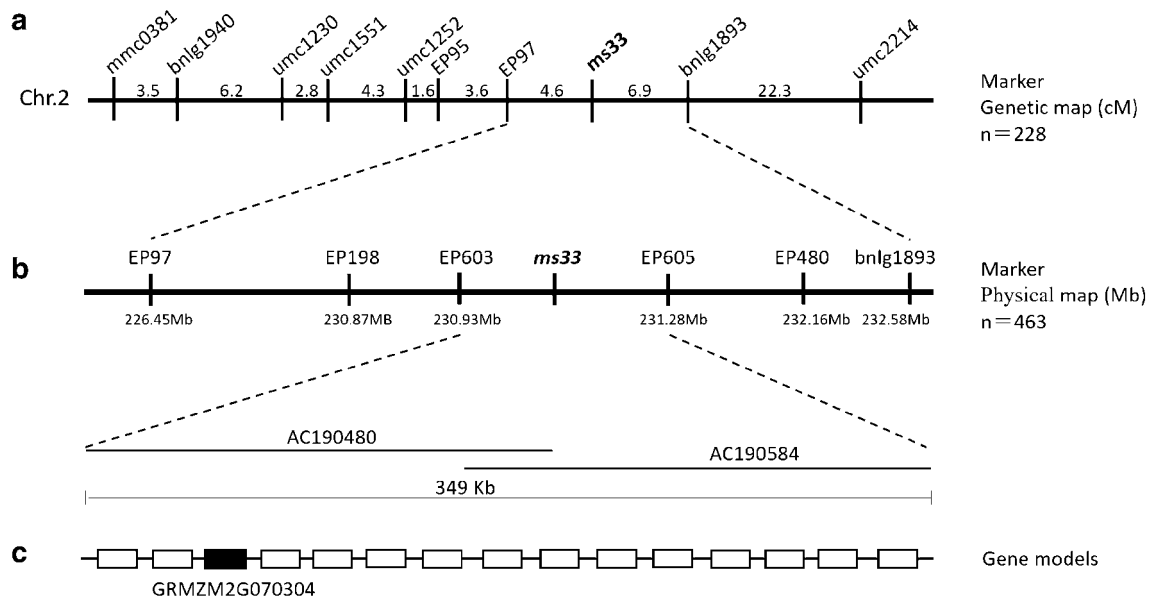 a
mmc0381 bnlg1940 umc1230 umc1551 umc1252 EP95 EP97 ms33 bnlg1893 umc2214
Chr.2 3.5 6.2 2.8 4.3 1.6 3.6 4.6 6.9 22.3
Marker
Genetic map (cM)
n=228
b
EP97 EP198 EP603 ms33 EP605 EP480 bnlg1893
226.45Mb 230.87MB 230.93Mb 231.28Mb 232.16Mb 232.58Mb
Marker
Physical map (Mb)
n=463
AC190480
AC190584
349 Kb
c
Gene models
GRMZM2G070304